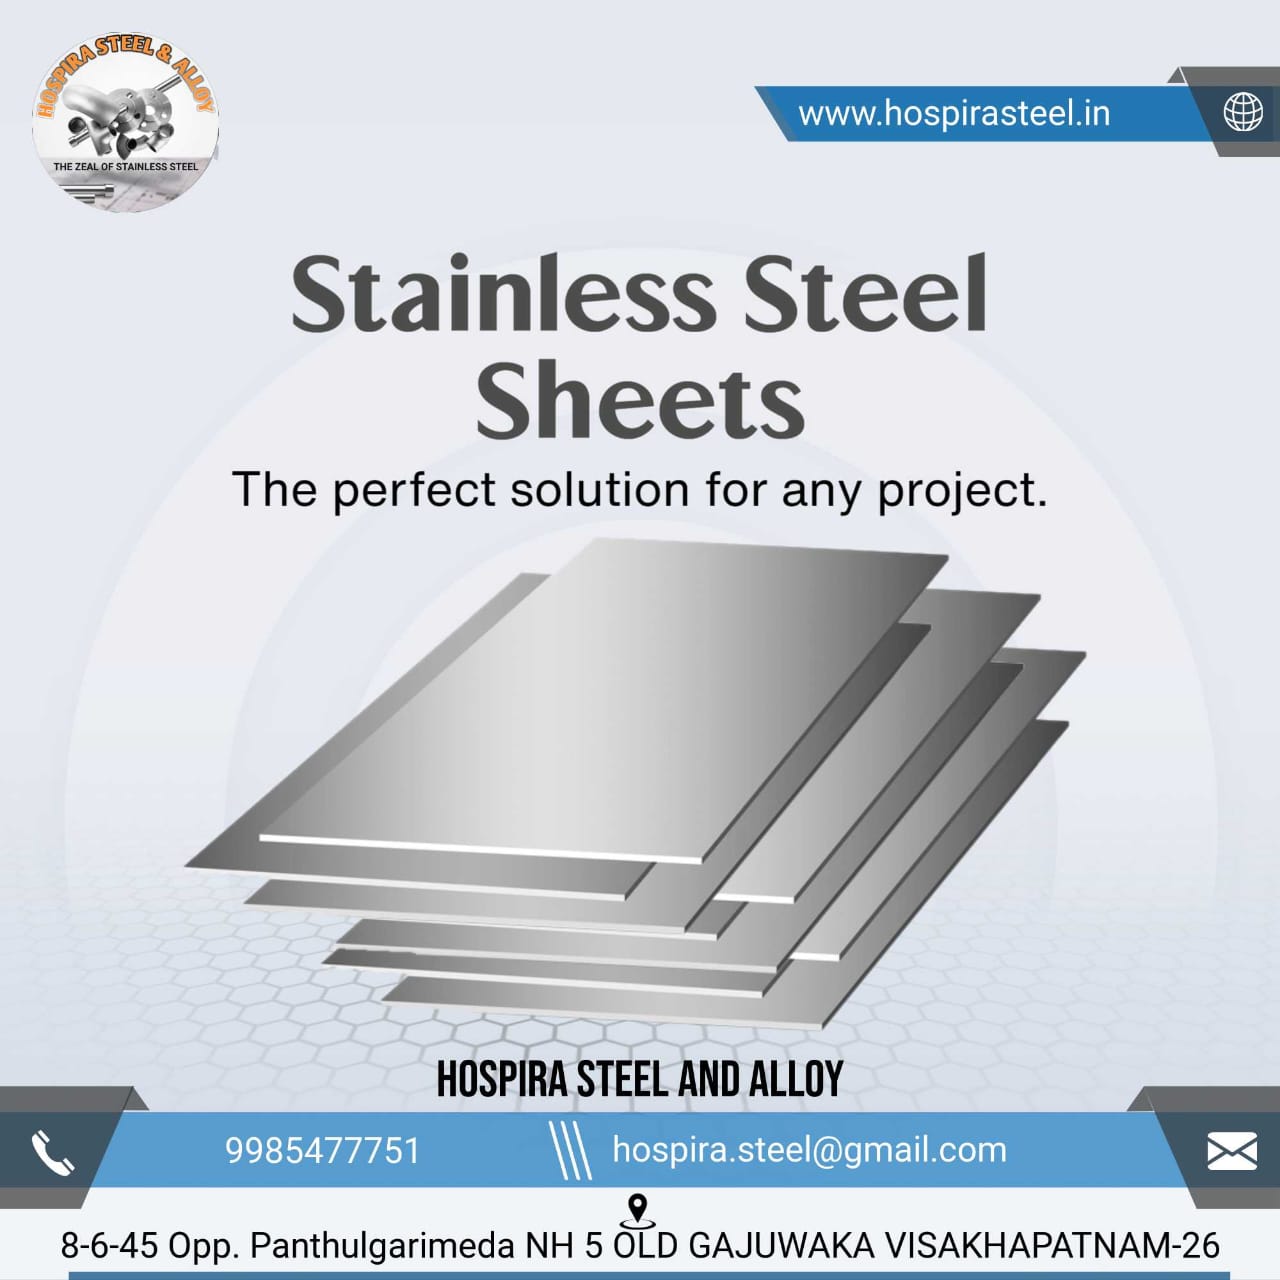 HOSPIRA STEEL & ALLOY
THE ZEAL OF STAINLESS STEEL
www.hospirasteel.in
Stainless Steel
Sheets
The perfect solution for any project.
HOSPIRA STEEL AND ALLOY
9985477751
hospira.steel@gmail.com
8-6-45 Opp. Panthulgarimeda NH 5 OLD GAJUWAKA VISAKHAPATNAM-26